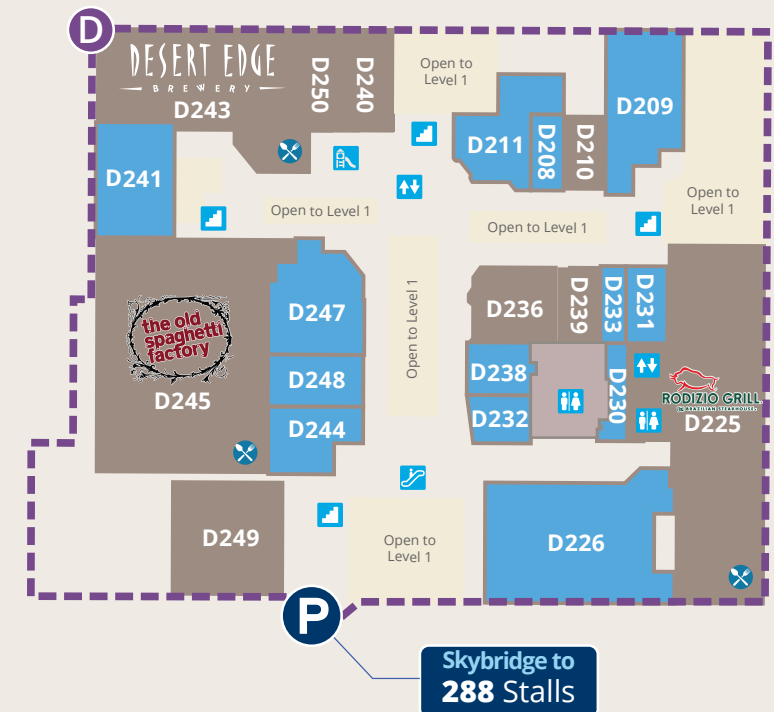 D
DESERT EDGE
BREWERY
D243
D250
D240
Open to
Level 1
D211
D208
D210
D209
D241
Open to Level 1
Open to Level 1
Open to
Level 1
the old
spaghetti
factory
D245
D247
D248
D244
Open to Level 1
D236
D239
D233
D231
D238
D232
D230
RODIZIO GRILL
BRAZILIAN STEAKHOUSE
D225
D249
Open to
Level 1
D226
P
Skybridge to
288 Stalls